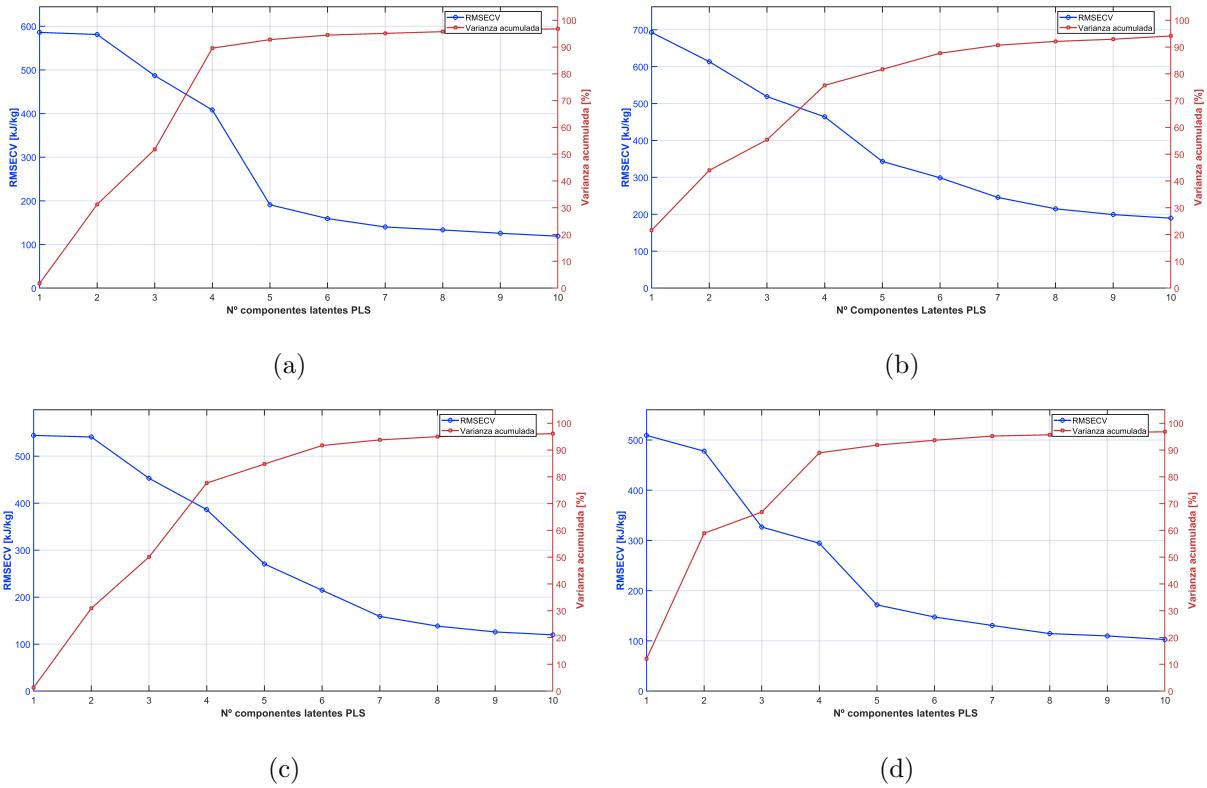 RMSECV
Varianza acumulada
600
500
400
300
200
100
0
RMSECV [kJ/kg]
100
90
80
70
60
50
40
30
20
10
0
Varianza acumulada [%]
1 2 3 4 5 6 7 8 9 10
Nº componentes latentes PLS
(a)
RMSECV
Varianza acumulada
700
600
500
400
300
200
100
0
RMSECV [kJ/kg]
100
90
80
70
60
50
40
30
20
10
0
Varianza acumulada [%]
1 2 3 4 5 6 7 8 9 10
Nº Componentes Latentes PLS
(b)
RMSECV
Varianza acumulada
500
400
300
200
100
0
RMSECV [kJ/kg]
100
90
80
70
60
50
40
30
20
10
0
Varianza acumulada [%]
1 2 3 4 5 6 7 8 9 10
Nº componentes latentes PLS
(c)
RMSECV
Varianza acumulada
500
400
300
200
100
0
RMSECV [kJ/kg]
100
90
80
70
60
50
40
30
20
10
0
Varianza acumulada [%]
1 2 3 4 5 6 7 8 9 10
Nº componentes latentes PLS
(d)